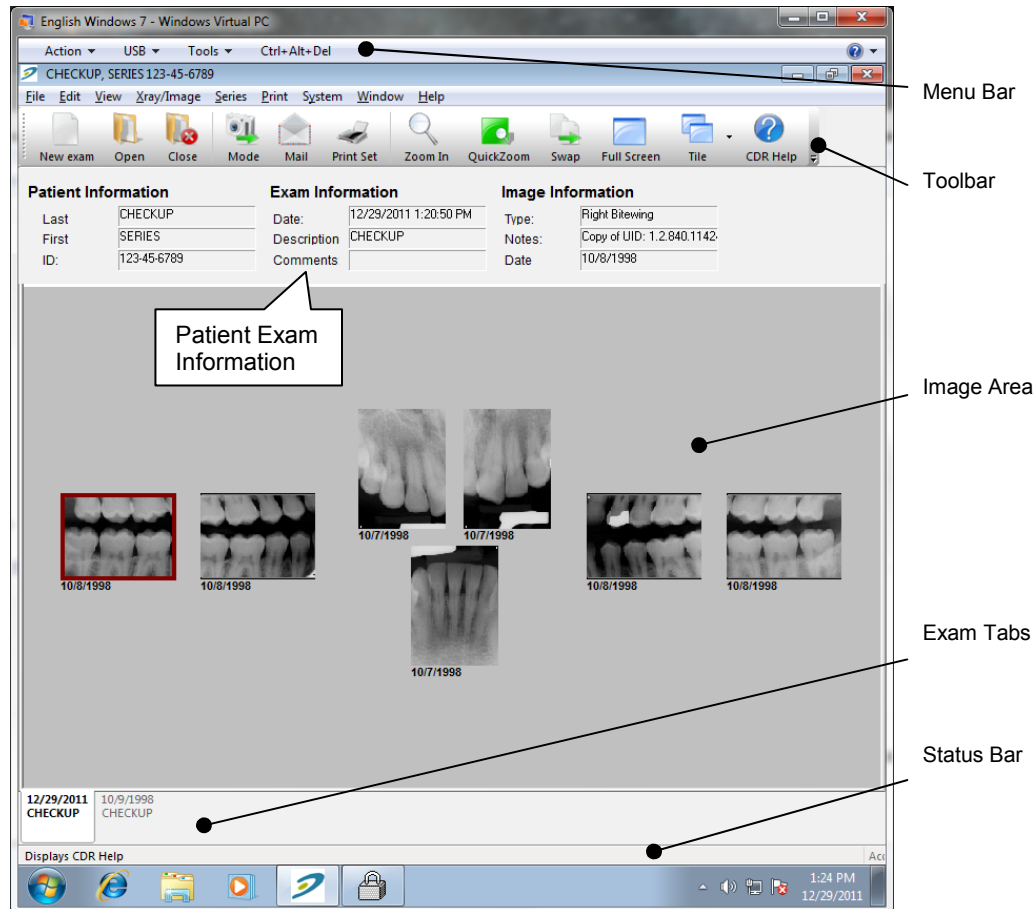 English Windows 7 - Windows Virtual PC
Action USB Tools Ctrl+Alt+Del
CHECKUP, SERIES 123-45-6789
File Edit View Xray/Image Series Print System Window Help
New exam Open Close Mode Mail Print Set Zoom In QuickZoom Swap Full Screen Tile CDR Help
Patient Information Exam Information Image Information
Last CHECKUP Date: 12/29/2011 1:20:50 PM Type: Right Bitewing
First SERIES Description CHECKUP Notes: Copy of UID: 1.2.840.1142
ID: 123-45-6789 Comments Date 10/8/1998
Menu Bar
Toolbar
Patient Exam
Information
Image Area
10/7/1998 10/7/1998
10/8/1998 10/8/1998 10/8/1998 10/8/1998
10/7/1998
Exam Tabs
Status Bar
12/29/2011 10/9/1998
CHECKUP CHECKUP
Displays CDR Help
1:24 PM
12/29/2011